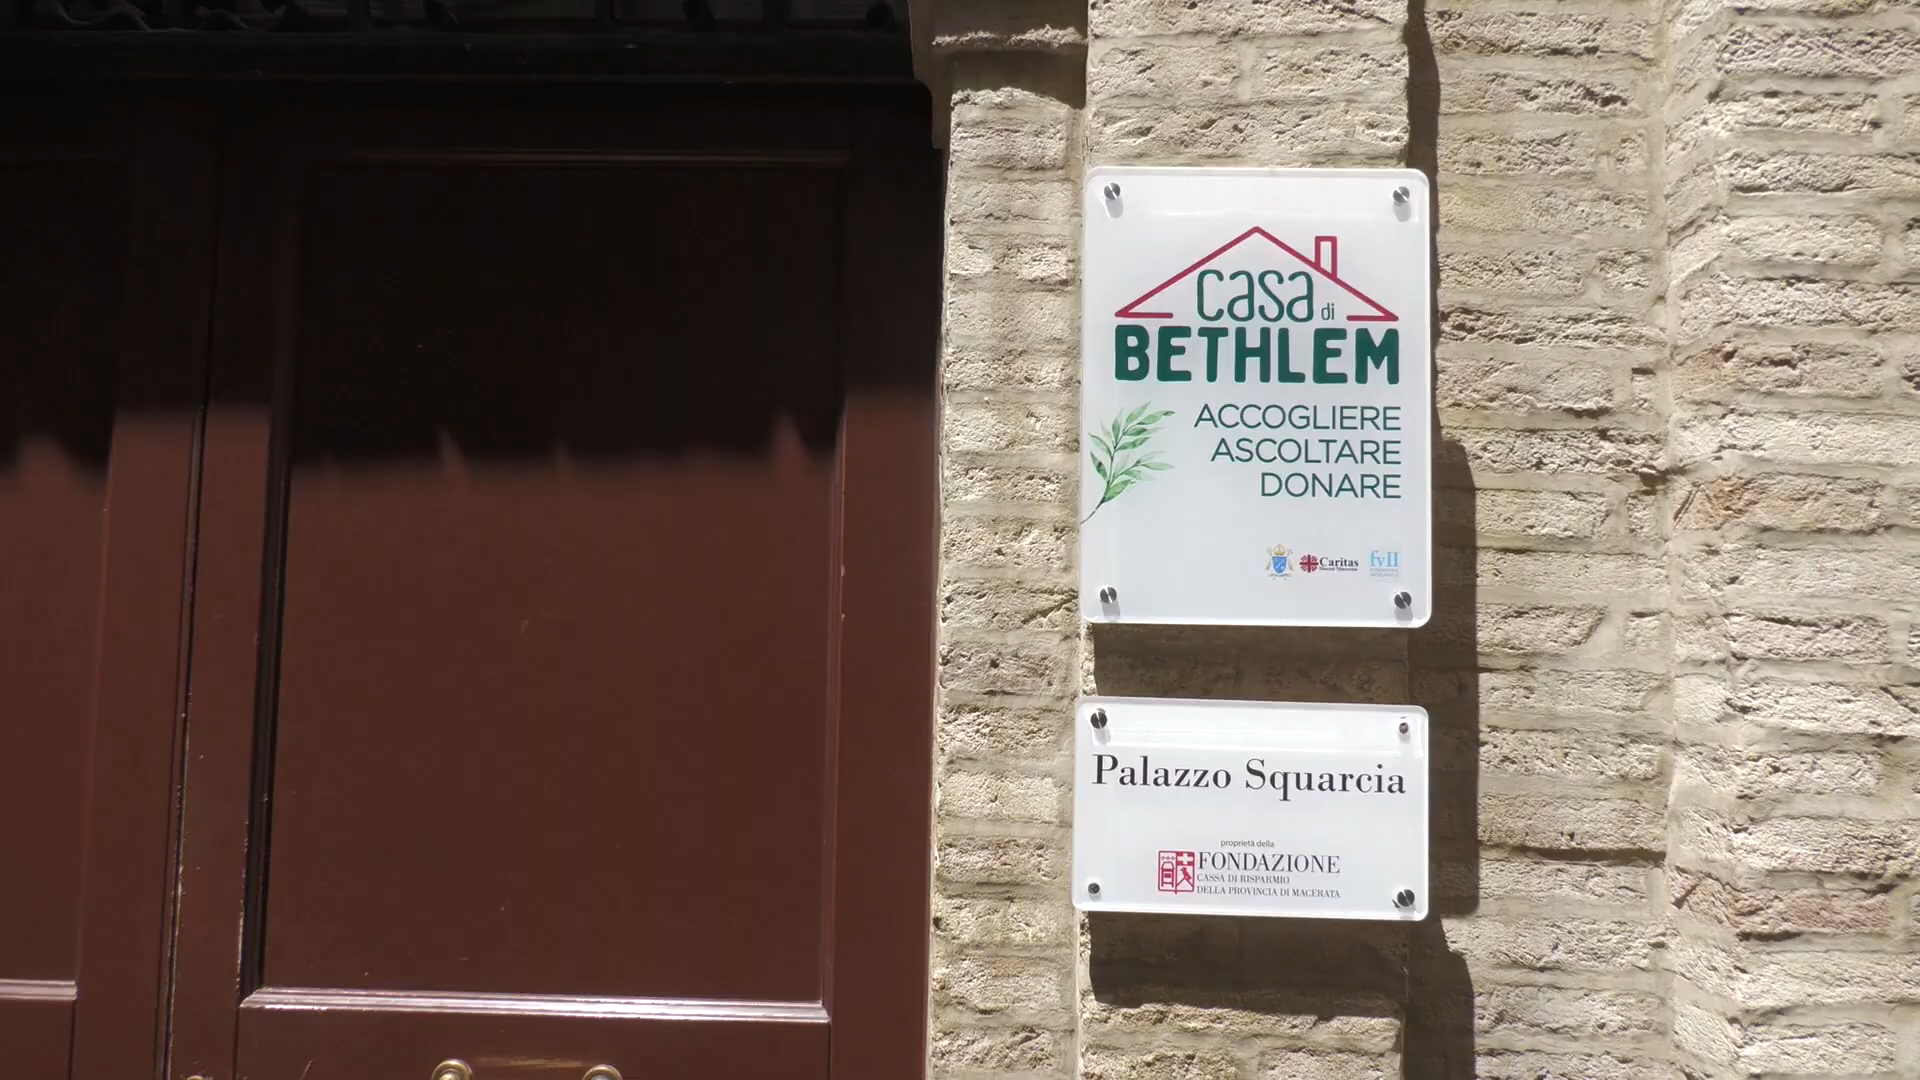 casa di
BETHLEM
ACCOGLIERE
ASCOLTARE
DONARE
Caritas
fvII
Palazzo Squarcia
proprietà della
FONDAZIONE
CASSA DI RISPARMIO
DELLA PROVINCIA DI MACERATA